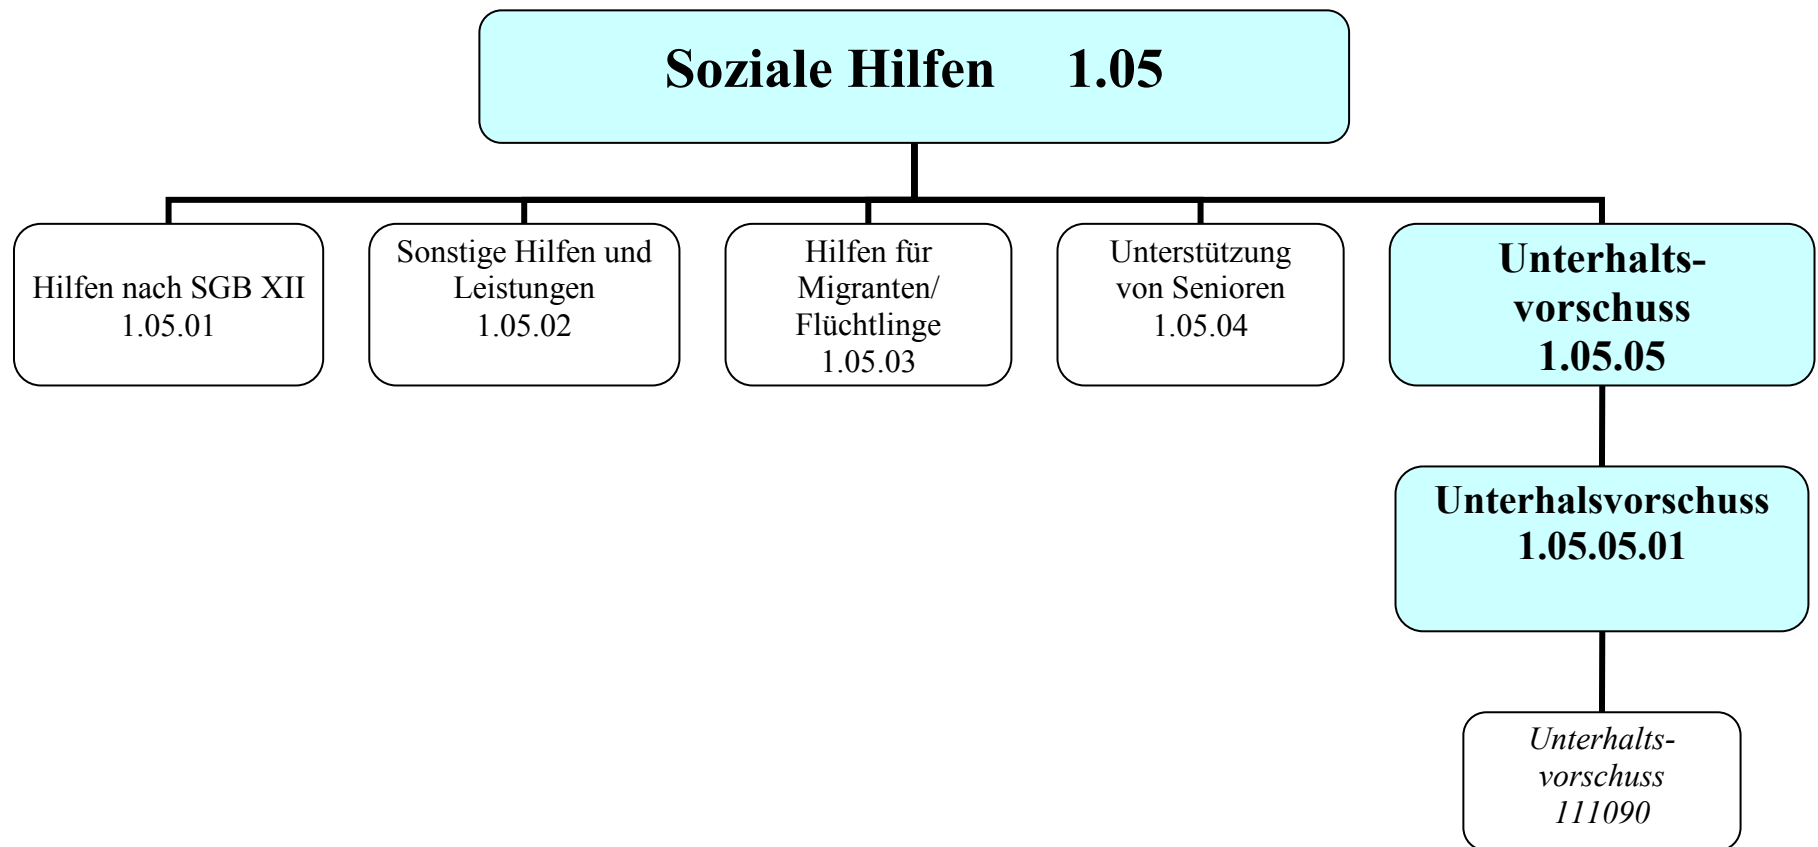 Soziale Hilfen 1.05
Hilfen nach SGB XII
1.05.01
Sonstige Hilfen und
Leistungen
1.05.02
Hilfen für
Migranten/
Flüchtlinge
1.05.03
Unterstützung
von Senioren
1.05.04
Unterhalts-
vorschuss
1.05.05
Unterhalsvorschuss
1.05.05.01
Unterhalts-
vorschuss
111090